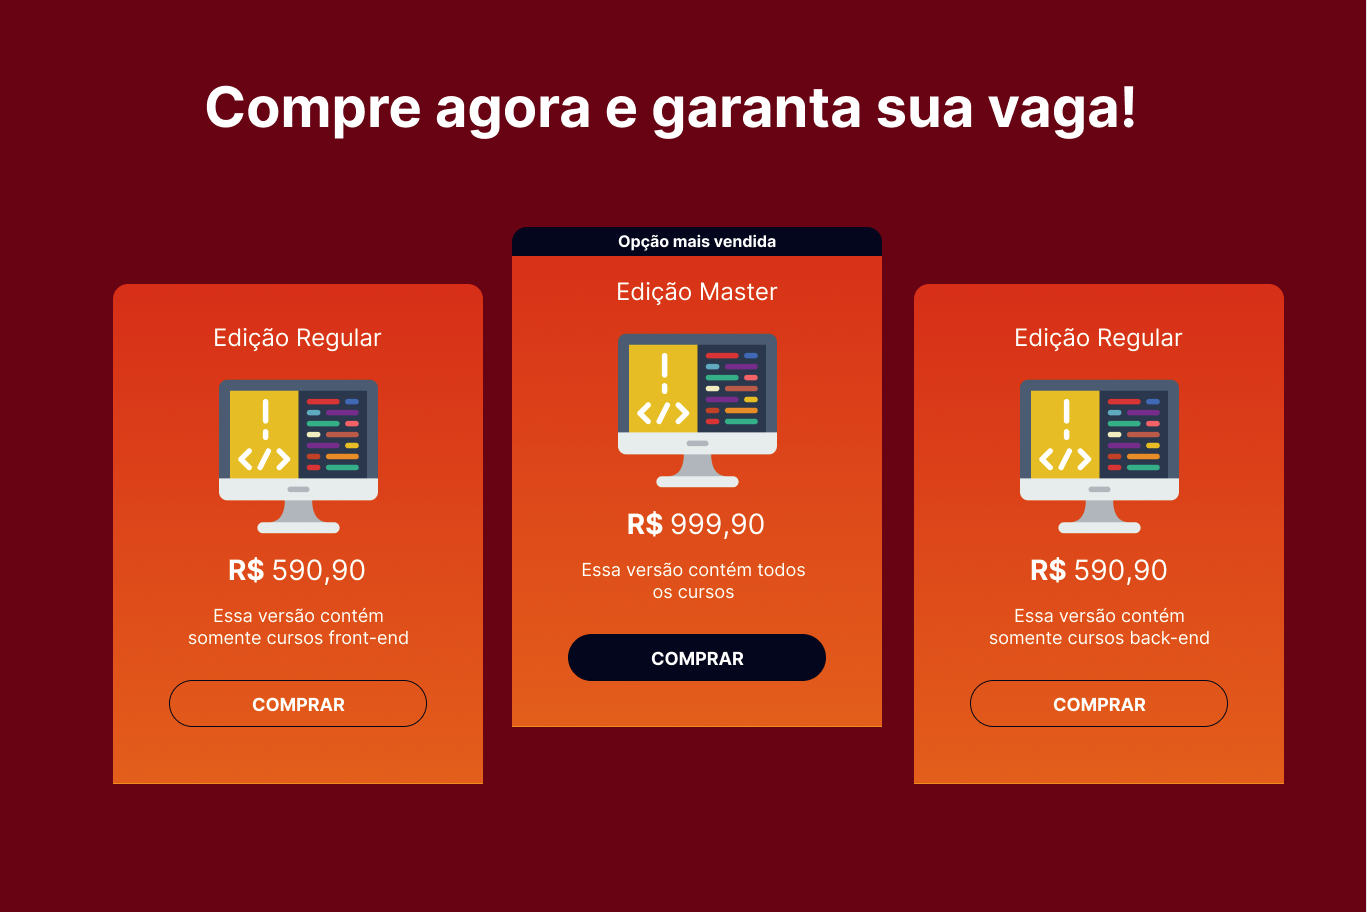 Compre agora e garanta sua vaga!
Edição Regular
R$ 590,90
Essa versão contém
somente cursos front-end
COMPRAR
Opção mais vendida
Edição Master
R$ 999,90
Essa versão contém todos
os cursos
COMPRAR
Edição Regular
R$ 590,90
Essa versão contém
somente cursos back-end
COMPRAR